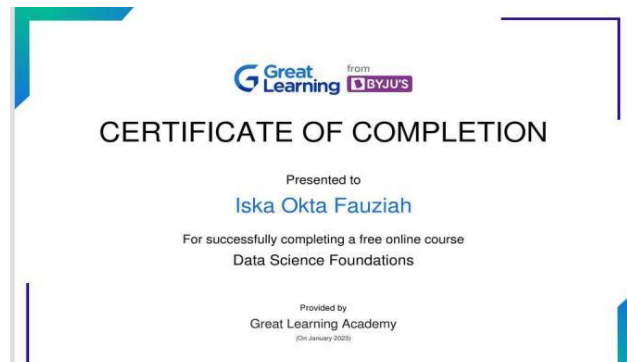 Great Learning from BYJU'S
CERTIFICATE OF COMPLETION
Presented to
Iska Okta Fauziah
For successfully completing a free online course
Data Science Foundations
Provided by
Great Learning Academy
(On January 2023)